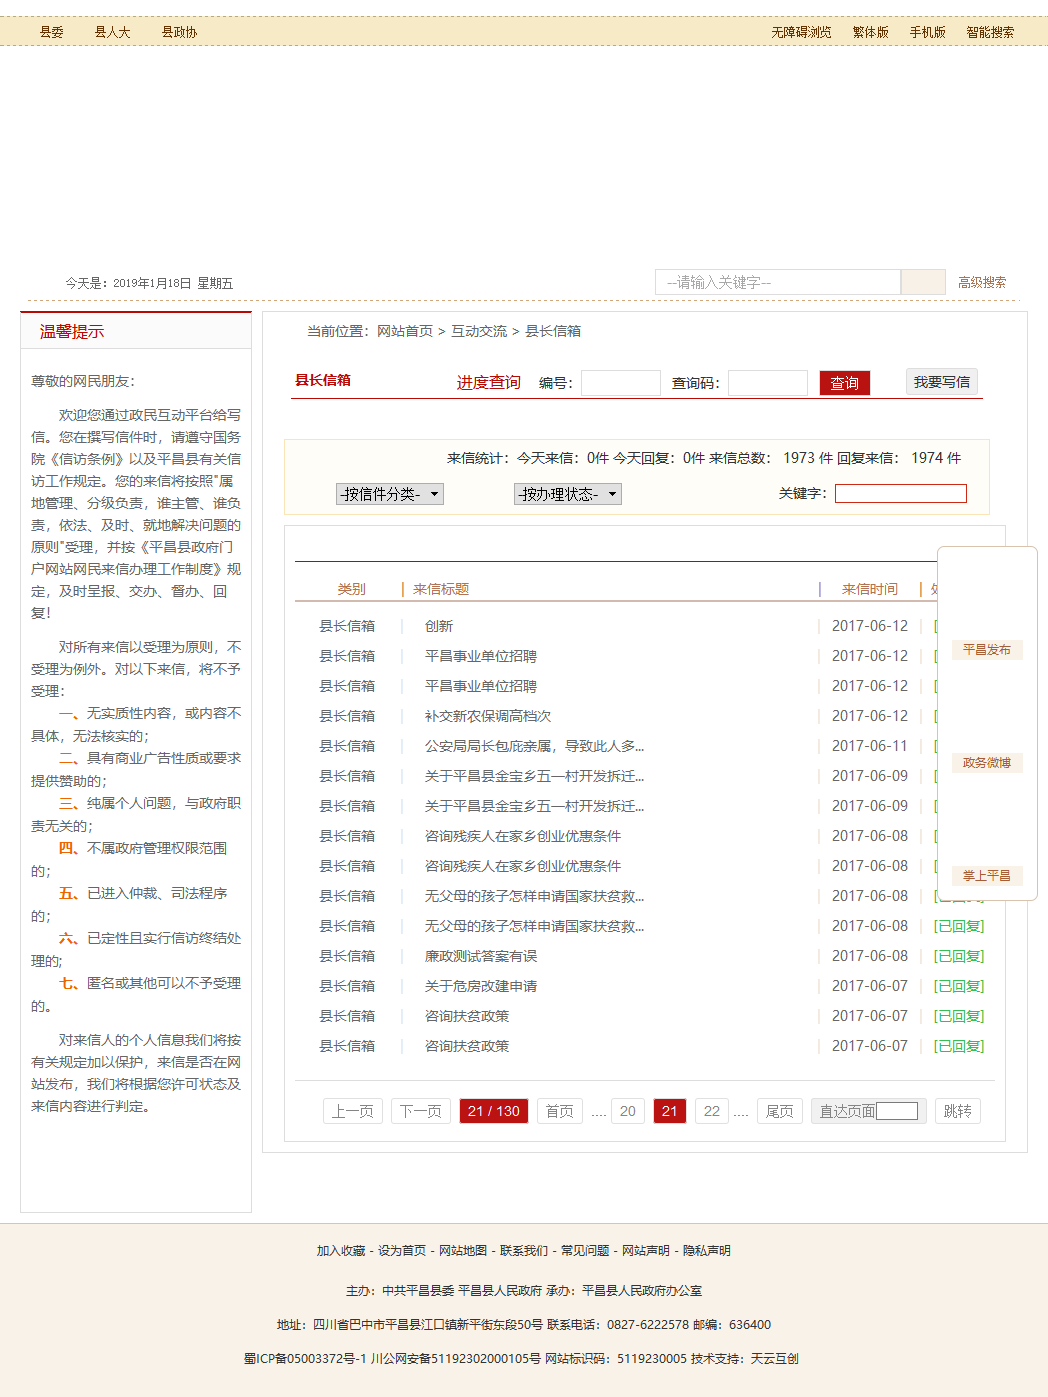 县委 县人大 县政协 无障碍浏览 繁体版 手机版 智能搜索
今天是：2019年1月18日 星期五 --请输入关键字-- 高级搜索
温馨提示
尊敬的网民朋友：
欢迎您通过政民互动平台给写
信。您在撰写信件时，请遵守国务
院《信访条例》以及平昌县有关信
访工作规定。您的来信将按照"属
地管理、分级负责，谁主管、谁负
责，依法、及时、就地解决问题的
原则"受理，并按《平昌县政府门
户网站网民来信办理工作制度》规
定，及时呈报、交办、督办、回
复！
对所有来信以受理为原则，不
受理为例外。对以下来信，将不予
受理：
一、无实质性内容，或内容不
具体，无法核实的；
二、具有商业广告性质或要求
提供赞助的；
三、纯属个人问题，与政府职
责无关的；
四、不属政府管理权限范围
的；
五、已进入仲裁、司法程序
的；
六、已定性且实行信访终结处
理的；
七、匿名或其他可以不予受理
的。
对来信人的个人信息我们将按
有关规定加以保护，来信是否在网
站发布，我们将根据您许可状态及
来信内容进行判定。
当前位置：网站首页 > 互动交流 > 县长信箱
县长信箱 进度查询 编号： 查询码： 查询 我要写信
来信统计：今天来信：0件 今天回复：0件 来信总数： 1973 件 回复来信： 1974 件
-按信件分类- -按办理状态- 关键字：
类别 来信标题 来信时间
县长信箱 创新 2017-06-12
县长信箱 平昌事业单位招聘 2017-06-12
县长信箱 平昌事业单位招聘 2017-06-12
县长信箱 补交新农保调高档次 2017-06-12
县长信箱 公安局局长包庇亲属，导致此人多... 2017-06-11
县长信箱 关于平昌县金宝乡五一村开发拆迁... 2017-06-09
县长信箱 关于平昌县金宝乡五一村开发拆迁... 2017-06-09
县长信箱 咨询残疾人在家乡创业优惠条件 2017-06-08
县长信箱 咨询残疾人在家乡创业优惠条件 2017-06-08
县长信箱 无父母的孩子怎样申请国家扶贫救... 2017-06-08
县长信箱 无父母的孩子怎样申请国家扶贫救... 2017-06-08 [已回复]
县长信箱 廉政测试答案有误 2017-06-08 [已回复]
县长信箱 关于危房改建申请 2017-06-07 [已回复]
县长信箱 咨询扶贫政策 2017-06-07 [已回复]
县长信箱 咨询扶贫政策 2017-06-07 [已回复]
上一页 下一页 21 / 130 首页 .... 20 21 22 .... 尾页 直达页面 跳转
平昌发布
政务微博
掌上平昌
加入收藏 - 设为首页 - 网站地图 - 联系我们 - 常见问题 - 网站声明 - 隐私声明
主办：中共平昌县委 平昌县人民政府 承办：平昌县人民政府办公室
地址：四川省巴中市平昌县江口镇新平街东段50号 联系电话：0827-6222578 邮编：636400
蜀ICP备05003372号-1 川公网安备51192302000105号 网站标识码：5119230005 技术支持：天云互创